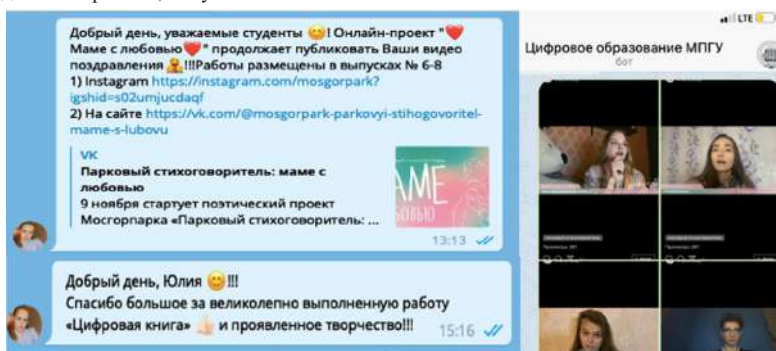 Добрый день, уважаемые студенты 😊! Онлайн-проект "❤️
Маме с любовью❤️" продолжает публиковать Ваши видео
поздравления !!!Работы размещены в выпусках № 6-8
1) Instagram https://instagram.com/mosgorpark?
igshid=s02umjucdaqf
2) На сайте https://vk.com/@mosgorpark-parkovyi-stihogovoritel-
mame-s-lubovu
VK
Парковый стихоговоритель: маме с
любовью
9 ноября стартует поэтический проект
Мосгорпарка «Парковый стихоговоритель: ...
АМЕ
ЮБОВЬЮ
13:13
Добрый день, Юлия 😊!!!
Спасибо большое за великолепно выполненную работу
«Цифровая книга» 👍 и проявленное творчество!!!
15:16
LTE
Цифровое образование МПГУ
бот